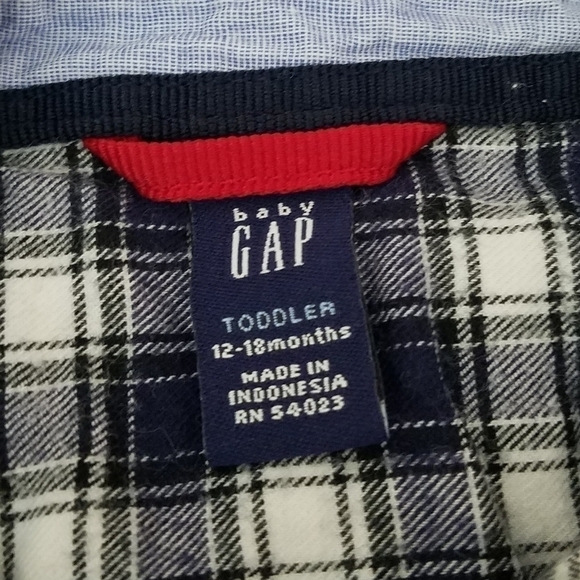 baby
GAP
TODDLER
12-18months
MADE IN
INDONESIA
RN 54023